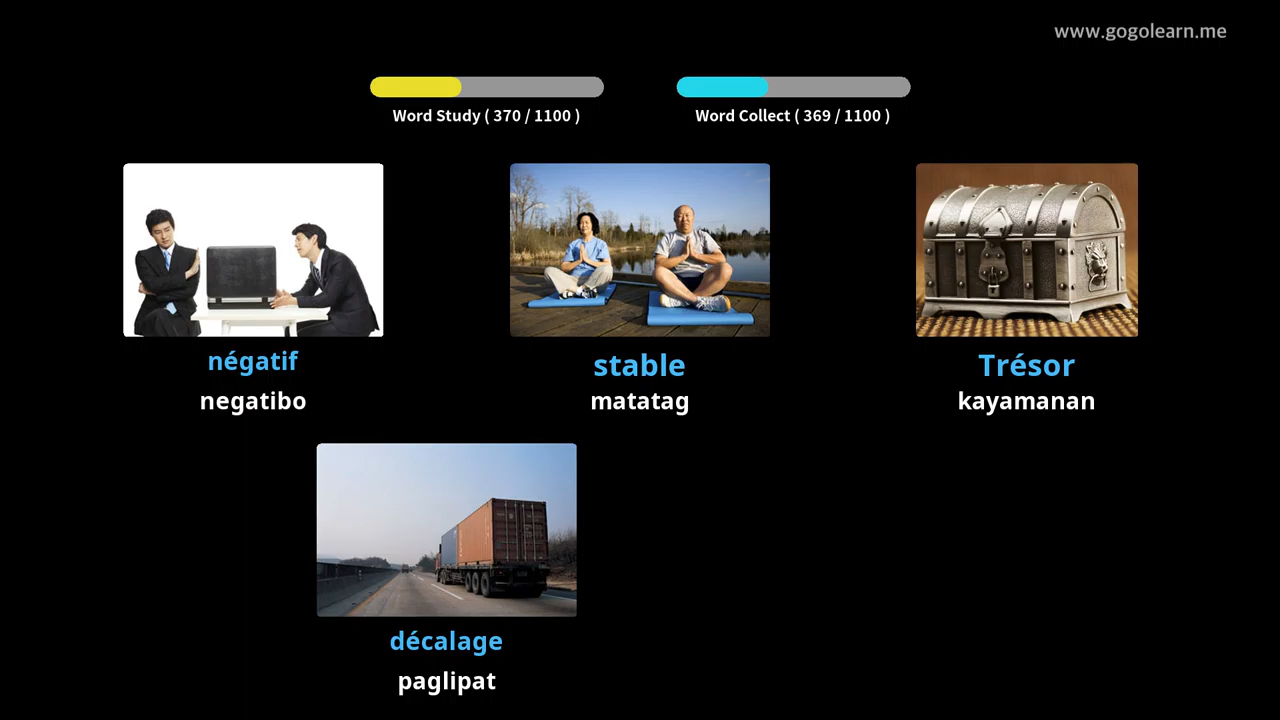 www.gogolearn.me
Word Study ( 370 / 1100 )
Word Collect ( 369 / 1100 )
négatif
negatibo
stable
matatag
Trésor
kayamanan
décalage
paglipat